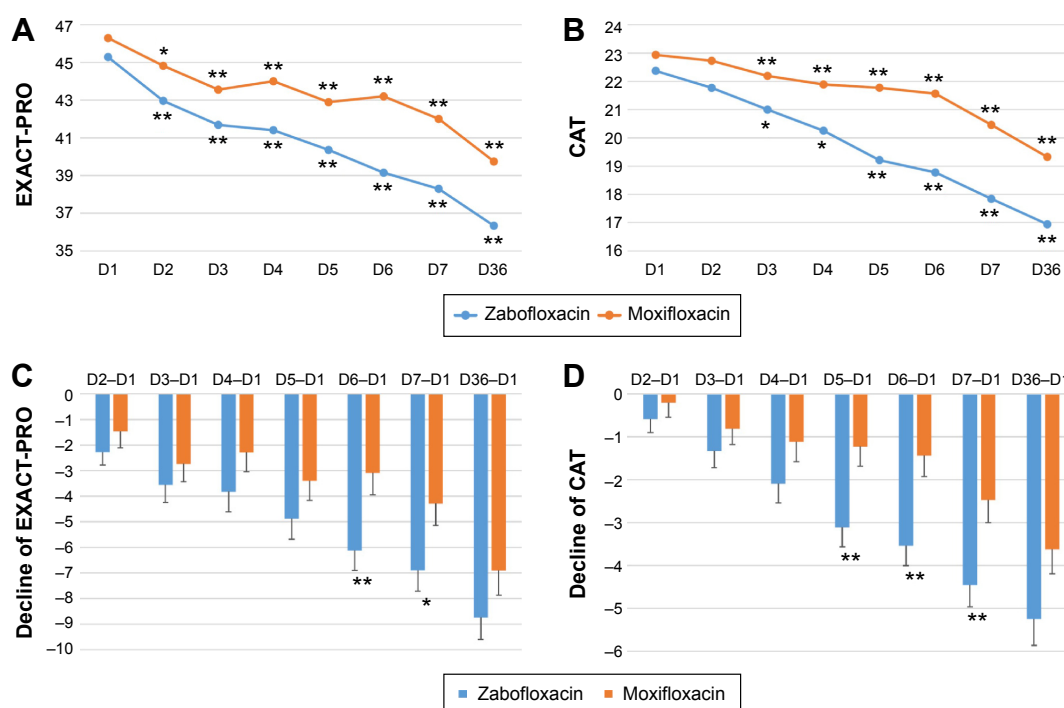 A
EXACT-PRO
47
45
43
41
39
37
35
* ** ** ** ** ** **
** ** ** ** ** ** **
D1 D2 D3 D4 D5 D6 D7 D36
B
CAT
24
23
22
21
20
19
18
17
16
** ** ** ** ** **
* * ** ** ** **
D1 D2 D3 D4 D5 D6 D7 D36
Zabofloxacin Moxifloxacin
C
Decline of EXACT-PRO
D2–D1 D3–D1 D4–D1 D5–D1 D6–D1 D7–D1 D36–D1
0
–1
–2
–3
–4
–5
–6
–7
–8
–9
–10
** *
D
Decline of CAT
D2–D1 D3–D1 D4–D1 D5–D1 D6–D1 D7–D1 D36–D1
0
–1
–2
–3
–4
–5
–6
** ** **
Zabofloxacin Moxifloxacin